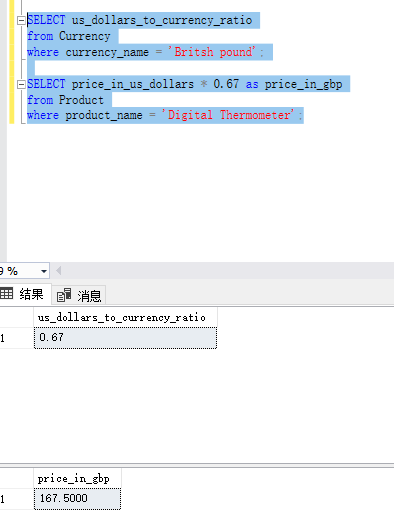 SELECT us_dollars_to_currency_ratio
from Currency
where currency_name = 'Britsh pound';
SELECT price_in_us_dollars * 0.67 as price_in_gbp
from Product
where product_name = 'Digital Thermometer';
9 %
结果 消息
us_dollars_to_currency_ratio
1 0.67
price_in_gbp
1 167.5000